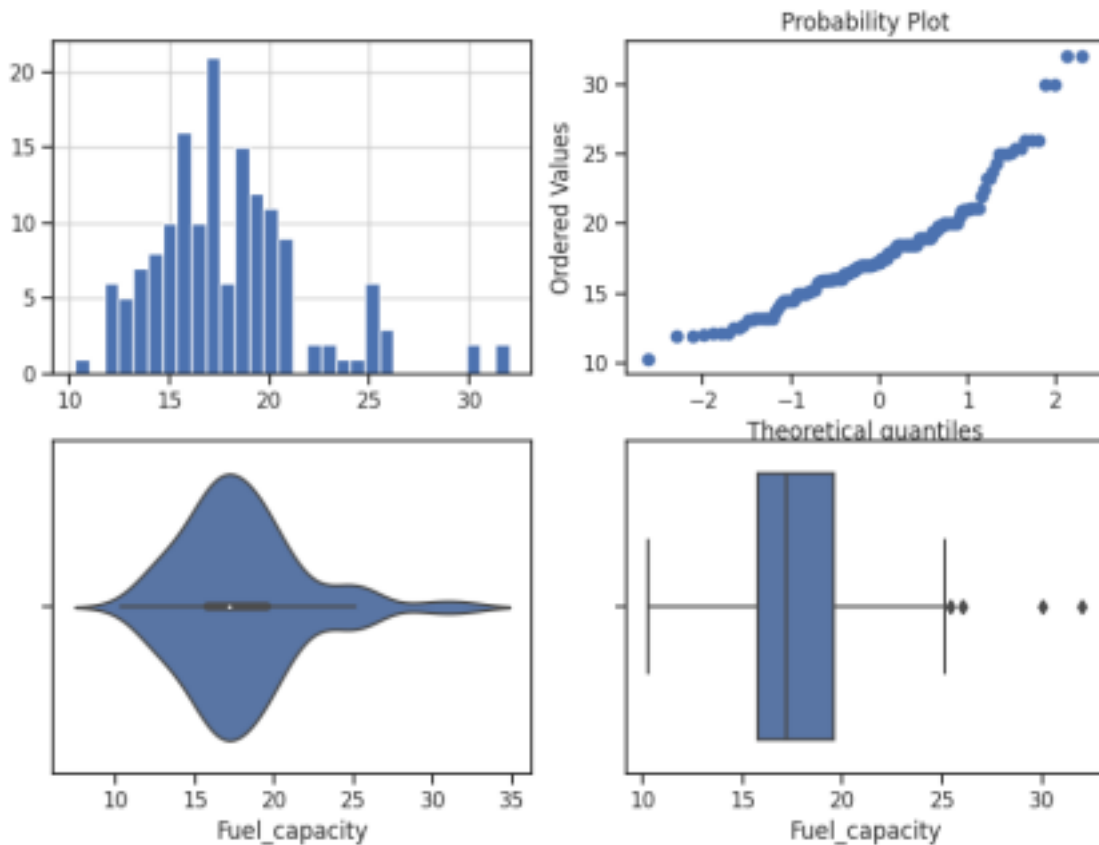 Probability Plot
20
15
10
5
0
10 15 20 25 30
Ordered Values
30
25
20
15
10
−2 −1 0 1 2
Theoretical quantiles
10 15 20 25 30 35
Fuel_capacity
10 15 20 25 30
Fuel_capacity